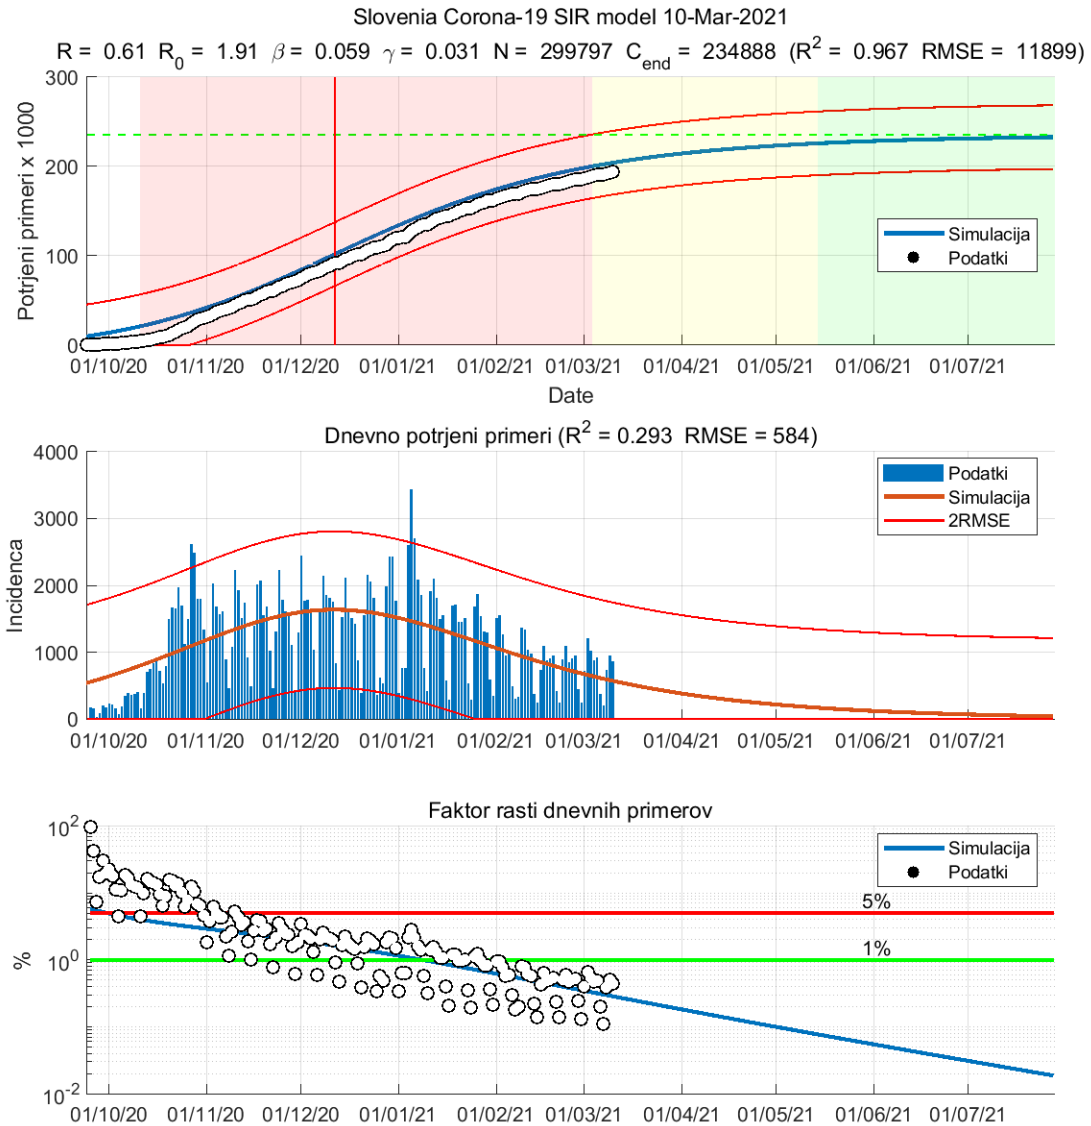 Slovenia Corona-19 SIR model 10-Mar-2021
R = 0.61 R0 = 1.91 β = 0.059 γ = 0.031 N = 299797 Cend = 234888 (R2 = 0.967 RMSE = 11899)
300
200
100
0
Potrjeni primeri x 1000
Simulacija
Podatki
01/10/20 01/11/20 01/12/20 01/01/21 01/02/21 01/03/21 01/04/21 01/05/21 01/06/21 01/07/21
Date
Dnevno potrjeni primeri (R2 = 0.293 RMSE = 584)
4000
3000
2000
1000
0
Incidenca
Podatki
Simulacija
2RMSE
01/10/20 01/11/20 01/12/20 01/01/21 01/02/21 01/03/21 01/04/21 01/05/21 01/06/21 01/07/21
Faktor rasti dnevnih primerov
10^2
10^0
10^-2
%
Simulacija
Podatki
5%
1%
01/10/20 01/11/20 01/12/20 01/01/21 01/02/21 01/03/21 01/04/21 01/05/21 01/06/21 01/07/21